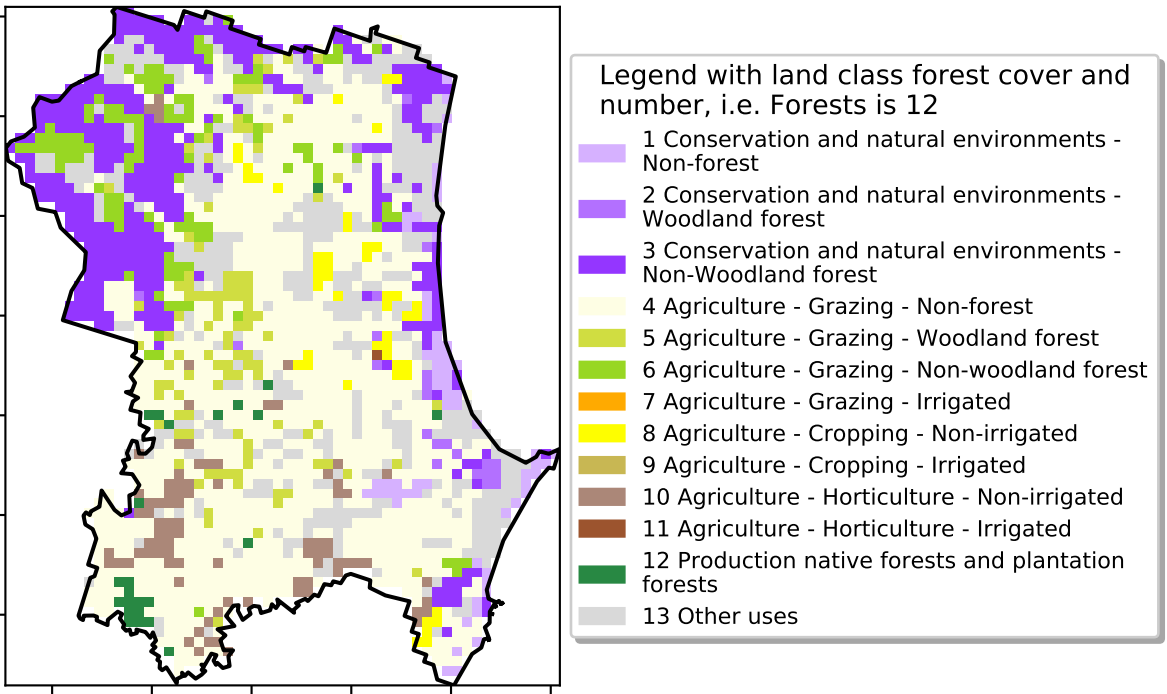 Legend with land class forest cover and
number, i.e. Forests is 12
1 Conservation and natural environments -
Non-forest
2 Conservation and natural environments -
Woodland forest
3 Conservation and natural environments -
Non-Woodland forest
4 Agriculture - Grazing - Non-forest
5 Agriculture - Grazing - Woodland forest
6 Agriculture - Grazing - Non-woodland forest
7 Agriculture - Grazing - Irrigated
8 Agriculture - Cropping - Non-irrigated
9 Agriculture - Cropping - Irrigated
10 Agriculture - Horticulture - Non-irrigated
11 Agriculture - Horticulture - Irrigated
12 Production native forests and plantation
forests
13 Other uses